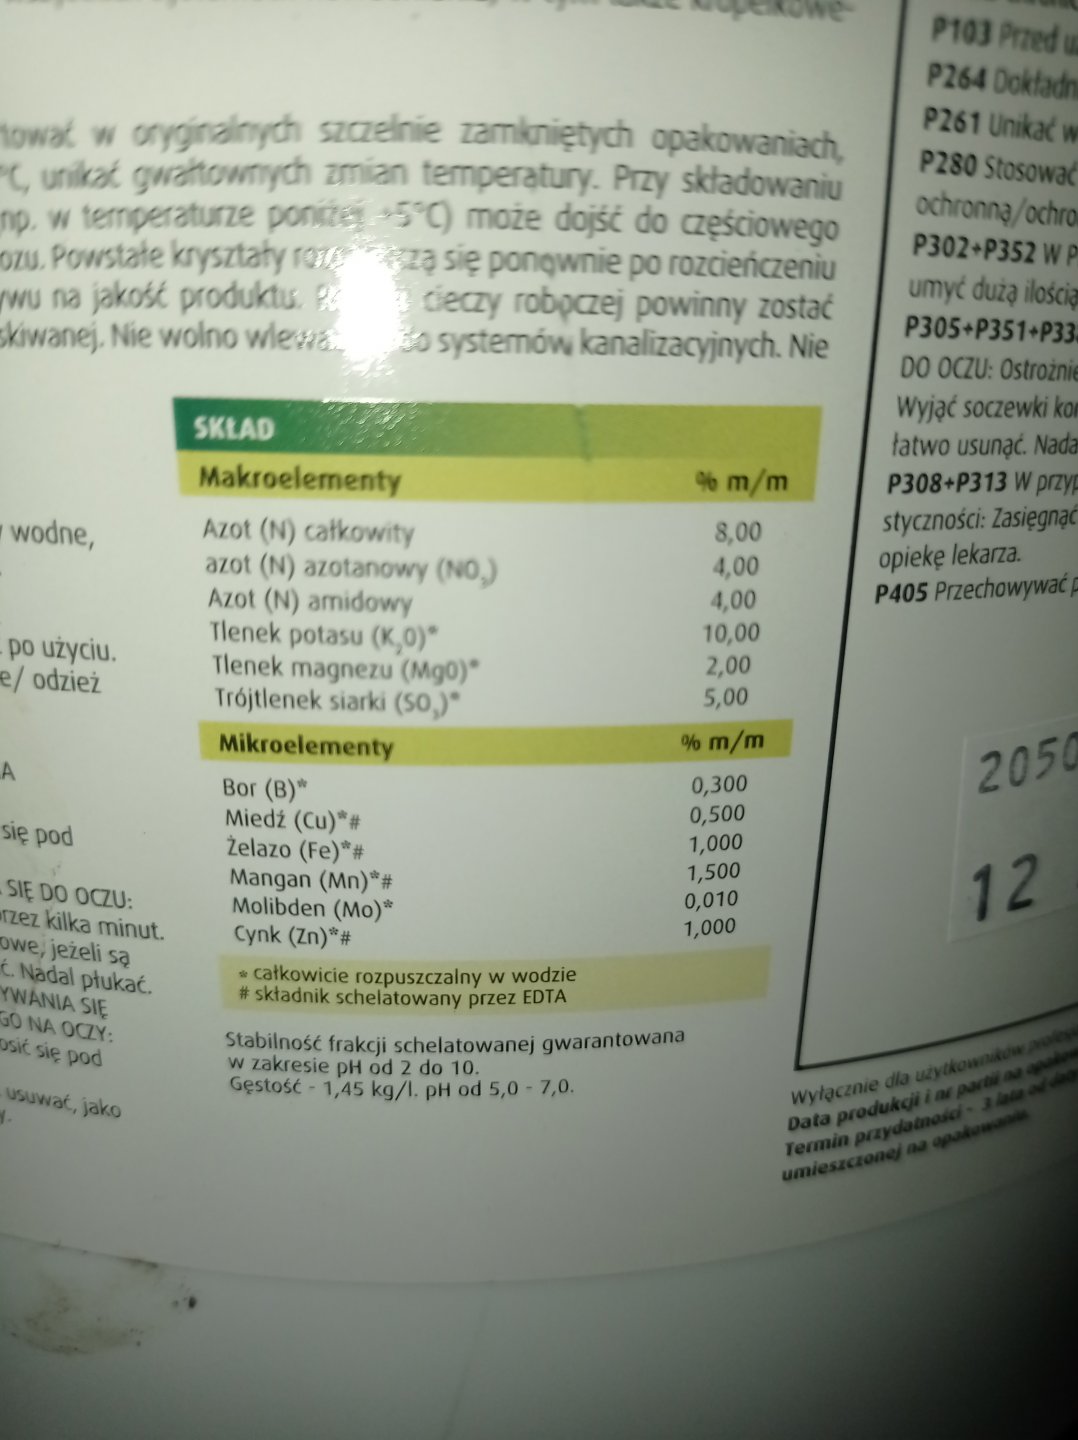 tować w oryginalnych szczelnie zamkniętych opakowaniach,
°C, unikać gwałtownych zmian temperatury. Przy składowaniu
np. w temperaturze poniżej +5°C) może dojść do częściowego
ozu. Powstałe kryształy się ponownie po rozcieńczeniu
ywu na jakość produktu. cieczy roboczej powinny zostać
skiwanej. Nie wolno do systemów kanalizacyjnych. Nie
wodne,
po użyciu.
e/ odzież
A
się pod
SIĘ DO OCZU:
rzez kilka minut.
owe, jeżeli są
ć. Nadal płukać.
YWANIA SIĘ
GO NA OCZY:
osić się pod
usuwać, jako
y.
SKŁAD
Makroelementy % m/m
Azot (N) całkowity 8,00
azot (N) azotanowy (NO₃) 4,00
Azot (N) amidowy 4,00
Tlenek potasu (K₂O)* 10,00
Tlenek magnezu (MgO)* 2,00
Trójtlenek siarki (SO₃)* 5,00
Mikroelementy % m/m
Bor (B)* 0,300
Miedź (Cu)*# 0,500
Żelazo (Fe)*# 1,000
Mangan (Mn)*# 1,500
Molibden (Mo)* 0,010
Cynk (Zn)*# 1,000
* całkowicie rozpuszczalny w wodzie
# składnik schelatowany przez EDTA
Stabilność frakcji schelatowanej gwarantowana
w zakresie pH od 2 do 10.
Gęstość - 1,45 kg/l. pH od 5,0 - 7,0.
P103 Przed
P264 Dokładn
P261 Unikać w
P280 Stosować
ochronną/ochro
P302+P352 W P
umyć dużą ilością
P305+P351+P33
DO OCZU: Ostrożnie
Wyjąć soczewki kon
łatwo usunąć. Nada
P308+P313 W przyp
styczności: Zasięgnąć
opiekę lekarza.
P405 Przechowywać p
2050
12
Wyłącznie dla użytkowników
Data produkcji i nr partii na opakow
Termin przydatności - 3 lata od
umieszczonej na opakowaniu.